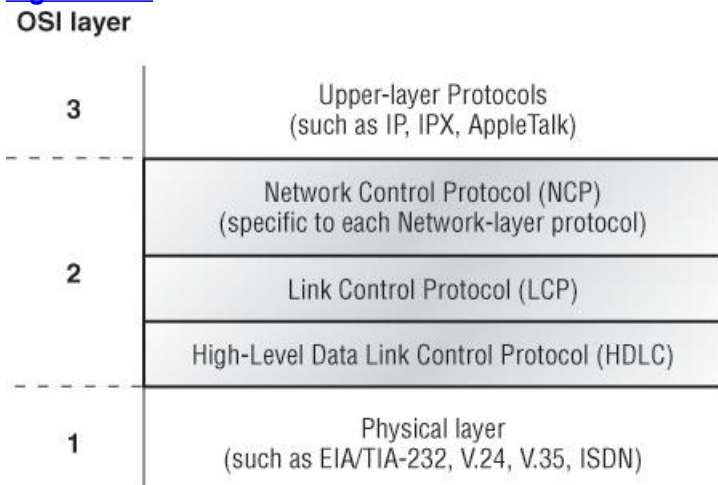 OSI layer
3
Upper-layer Protocols
(such as IP, IPX, AppleTalk)
Network Control Protocol (NCP)
(specific to each Network-layer protocol)
2
Link Control Protocol (LCP)
High-Level Data Link Control Protocol (HDLC)
1
Physical layer
(such as EIA/TIA-232, V.24, V.35, ISDN)